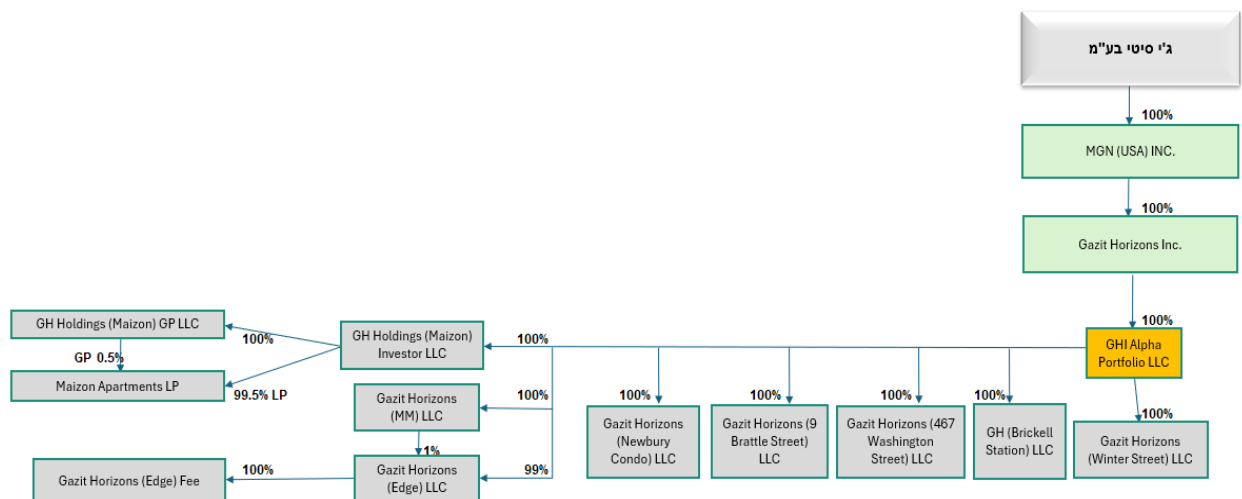 ג'י סיטי בע"מ
100%
MGN (USA) INC.
100%
Gazit Horizons Inc.
100%
GHI Alpha
Portfolio LLC
100%
GH Holdings (Maizon)
Investor LLC
100%
GH Holdings (Maizon) GP LLC
GP 0.5%
Maizon Apartments LP
99.5% LP
100%
Gazit Horizons
(MM) LLC
1%
99%
Gazit Horizons
(Edge) LLC
100%
Gazit Horizons (Edge) Fee
100%
Gazit Horizons
(Newbury
Condo) LLC
100%
Gazit Horizons (9
Brattle Street)
LLC
100%
Gazit Horizons (467
Washington
Street) LLC
100%
GH (Brickell
Station) LLC
100%
Gazit Horizons
(Winter Street) LLC